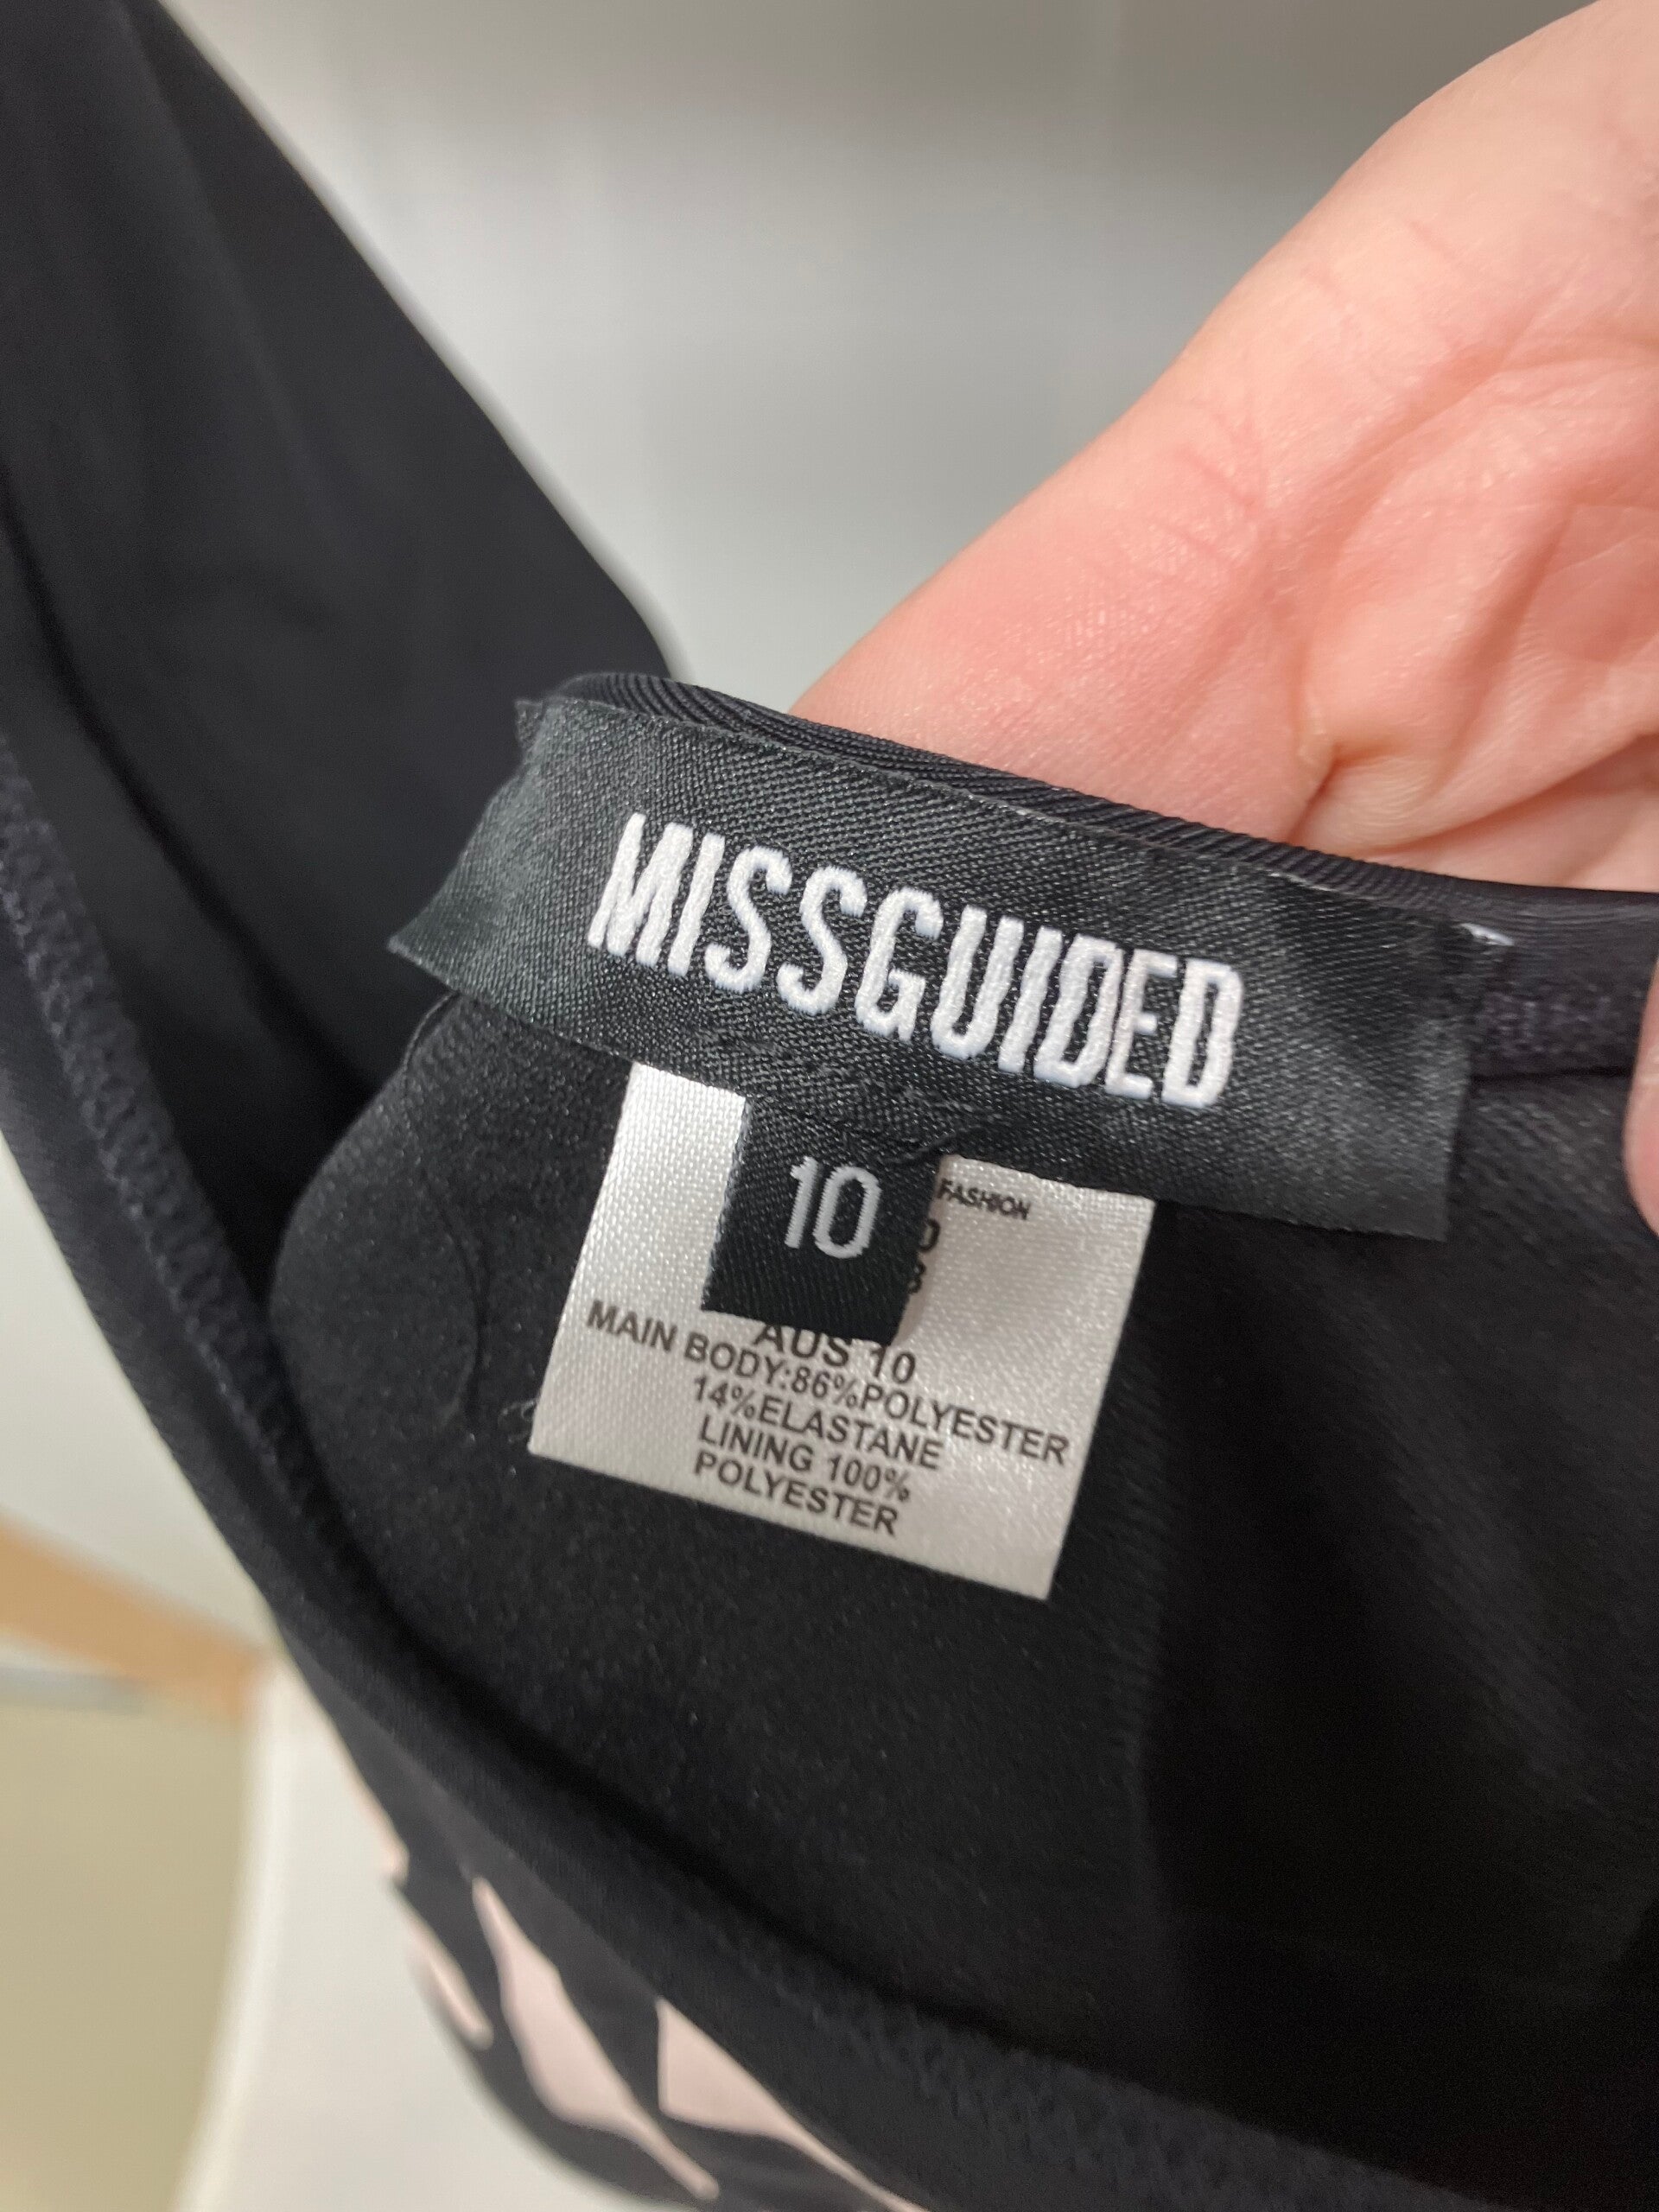 MISSGUIDED
10
FASHION
AUS 10
MAIN BODY:86%POLYESTER
14%ELASTANE
LINING 100%
POLYESTER